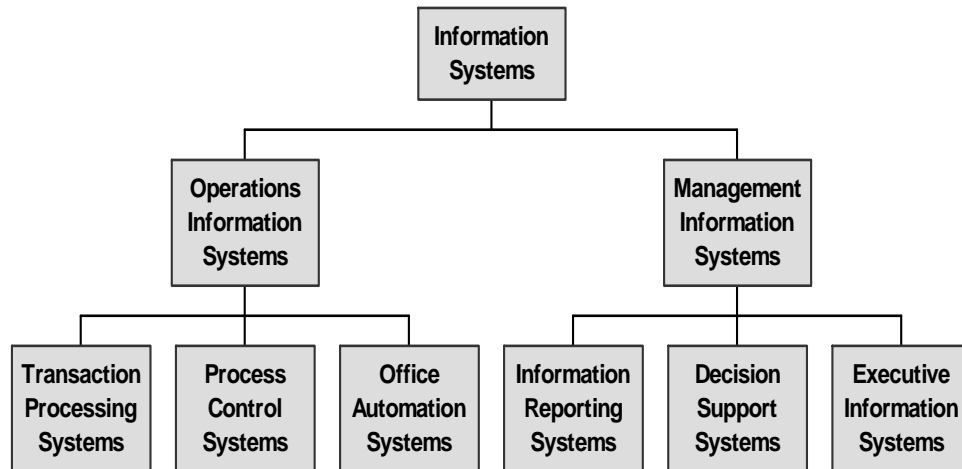 Information
Systems
Operations
Information
Systems
Management
Information
Systems
Transaction
Processing
Systems
Process
Control
Systems
Office
Automation
Systems
Information
Reporting
Systems
Decision
Support
Systems
Executive
Information
Systems